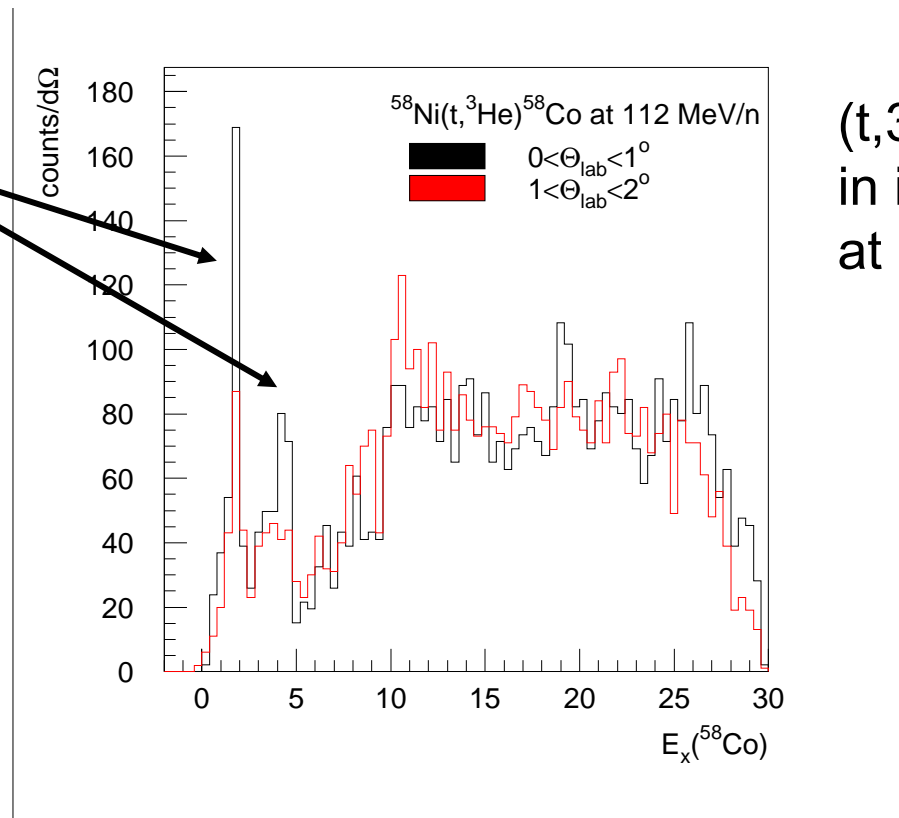 counts/dΩ
180
160
140
120
100
80
60
40
20
0
⁵⁸Ni(t,³He)⁵⁸Co at 112 MeV/n
0<Θlab<1°
1<Θlab<2°
0 5 10 15 20 25 30
Eₓ(⁵⁸Co)
(t,3
in i
at